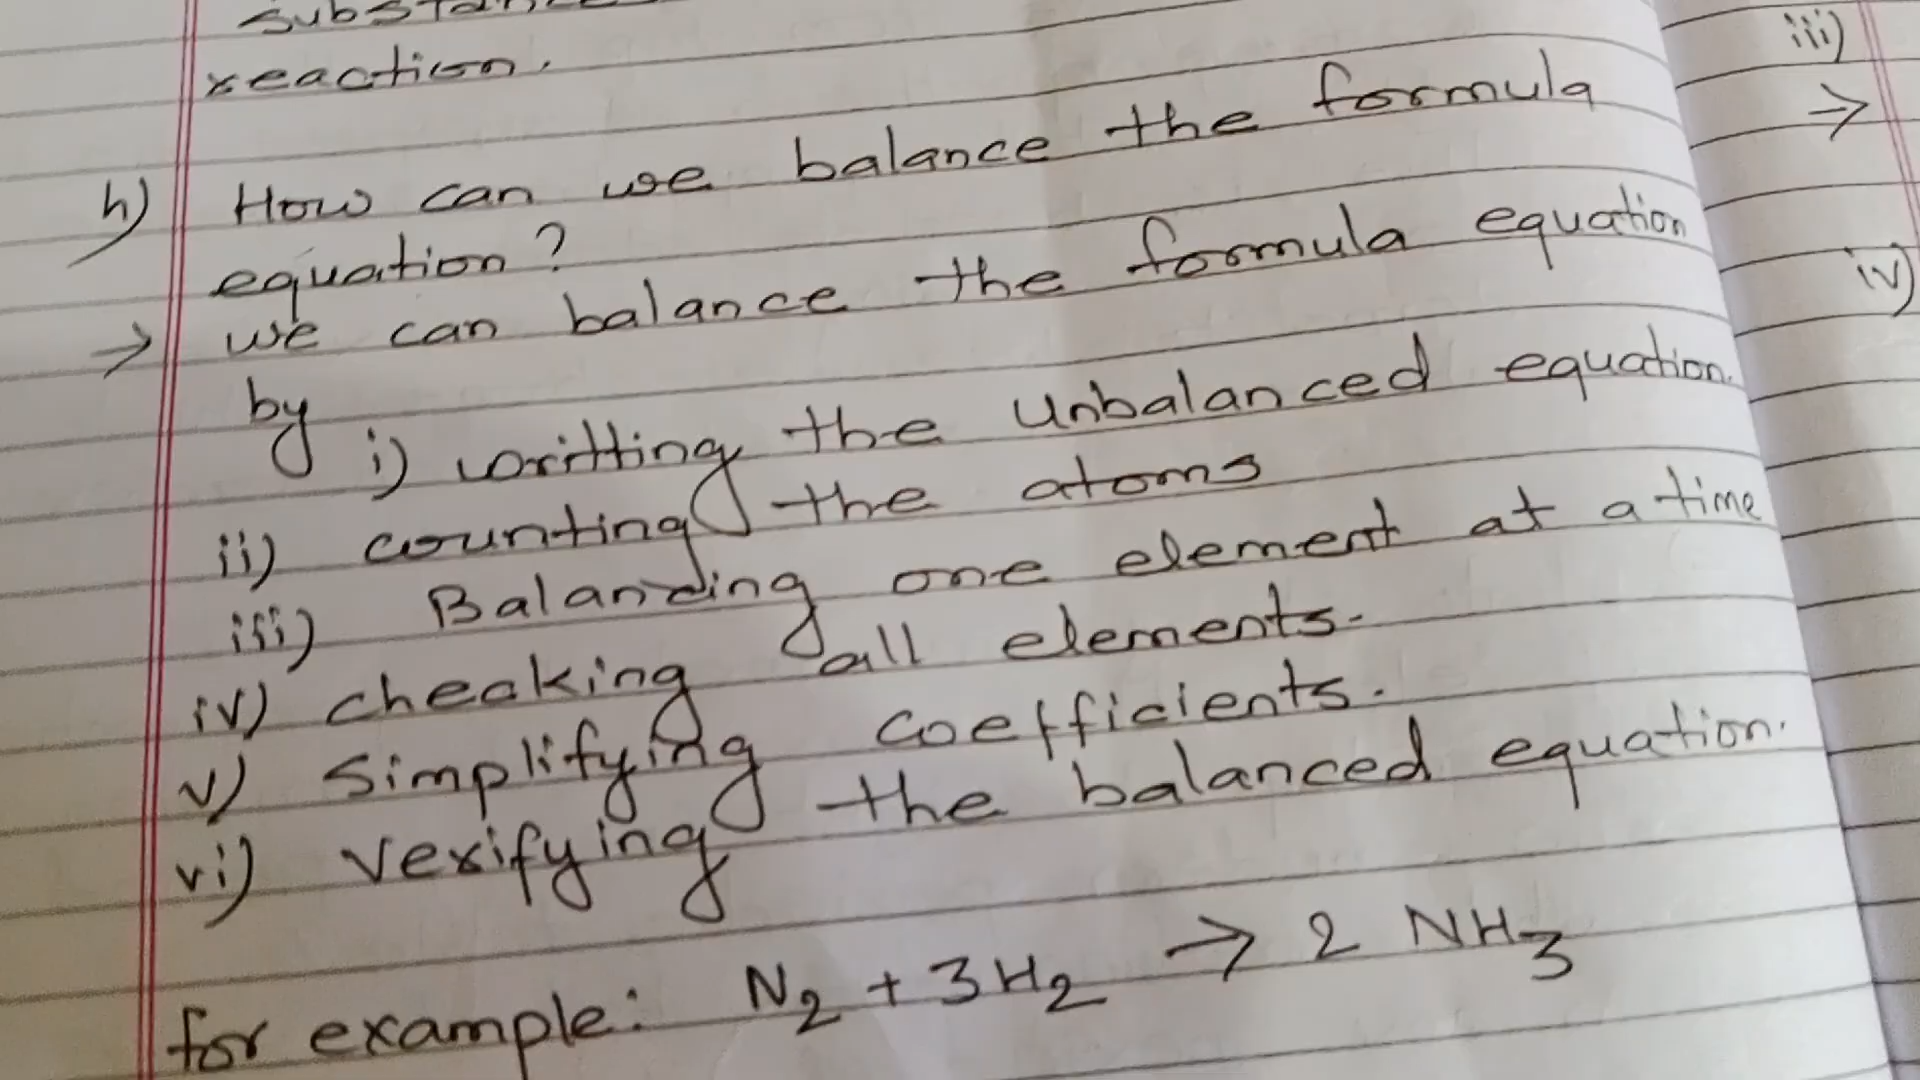 substan
reaction.
h) How can we balance the formula
equation?
→ we can balance the formula equation
by
i) writting the unbalanced equation.
ii) counting the atoms
iii) Balancing one element at a time
iv) cheaking all elements.
v) Simplifying coefficients.
vi) Verifying the balanced equation.
for example: N₂ + 3H₂ → 2 NH₃
iii)
→
iv)